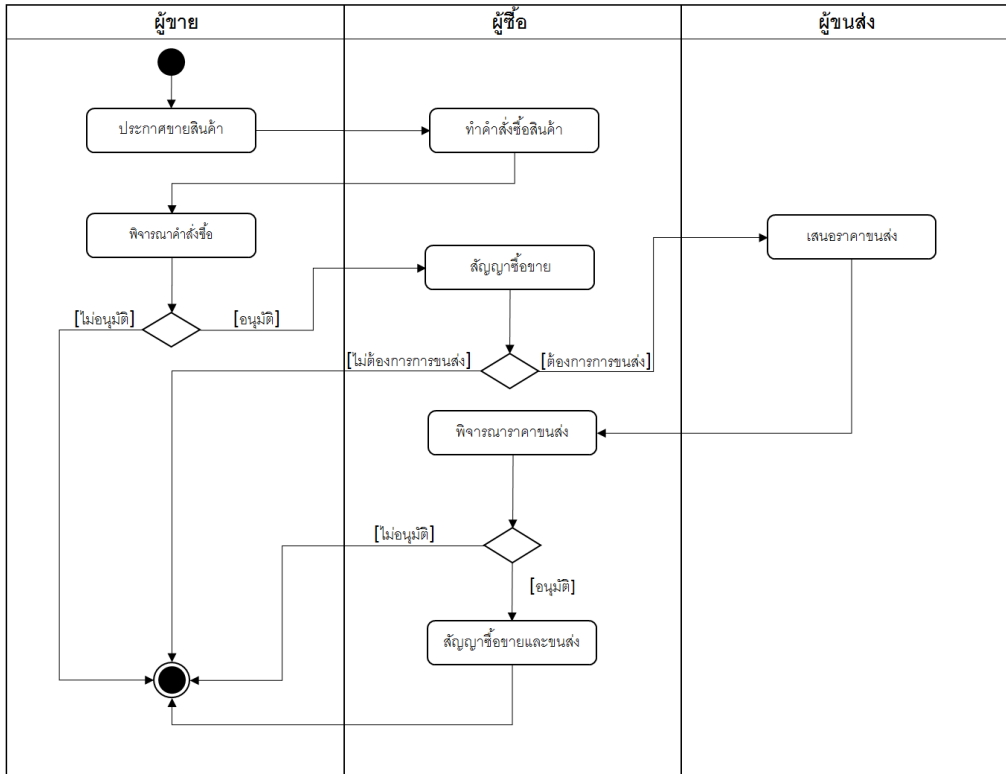 ผู้ขาย
ผู้ซื้อ
ผู้ขนส่ง
ประกาศขายสินค้า
ทำคำสั่งซื้อสินค้า
พิจารณาคำสั่งซื้อ
เสนอราคาขนส่ง
สัญญาซื้อขาย
[ไม่อนุมัติ]
[อนุมัติ]
[ไม่ต้องการการขนส่ง]
[ต้องการการขนส่ง]
พิจารณาราคาขนส่ง
[ไม่อนุมัติ]
[อนุมัติ]
สัญญาซื้อขายและขนส่ง